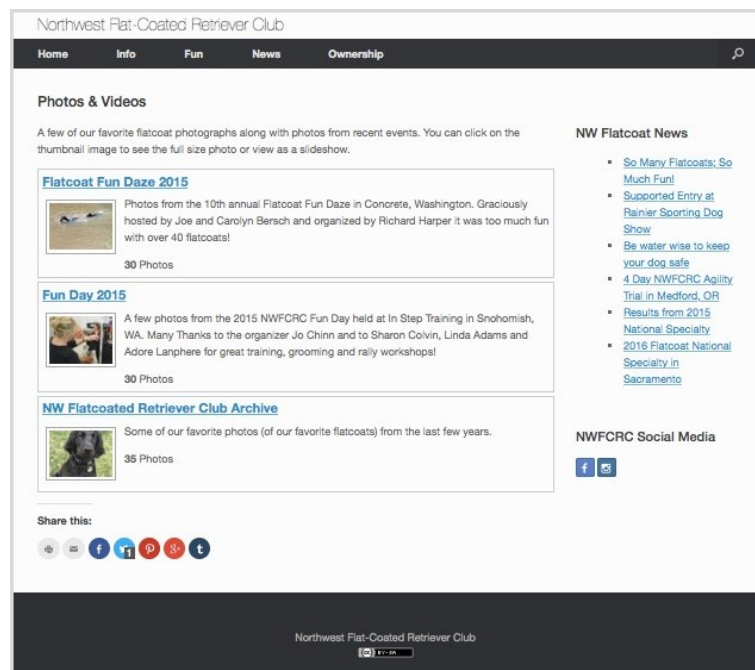 Northwest Flat-Coated Retriever Club
Home Info Fun News Ownership
Photos & Videos
A few of our favorite flatcoat photographs along with photos from recent events. You can click on the
thumbnail image to see the full size photo or view as a slideshow.
Flatcoat Fun Daze 2015
Photos from the 10th annual Flatcoat Fun Daze in Concrete, Washington. Graciously
hosted by Joe and Carolyn Bersch and organized by Richard Harper it was too much fun
with over 40 flatcoats!
30 Photos
Fun Day 2015
A few photos from the 2015 NWFCRC Fun Day held at In Step Training in Snohomish,
WA. Many Thanks to the organizer Jo Chinn and to Sharon Colvin, Linda Adams and
Adore Lanphere for great training, grooming and rally workshops!
30 Photos
NW Flatcoated Retriever Club Archive
Some of our favorite photos (of our favorite flatcoats) from the last few years.
35 Photos
Share this:
1
NW Flatcoat News
So Many Flatcoats; So
Much Fun!
Supported Entry at
Rainier Sporting Dog
Show
Be water wise to keep
your dog safe
4 Day NWFCRC Agility
Trial in Medford, OR
Results from 2015
National Specialty
2016 Flatcoat National
Specialty in
Sacramento
NWFCRC Social Media
Northwest Flat-Coated Retriever Club
cc BY-SA